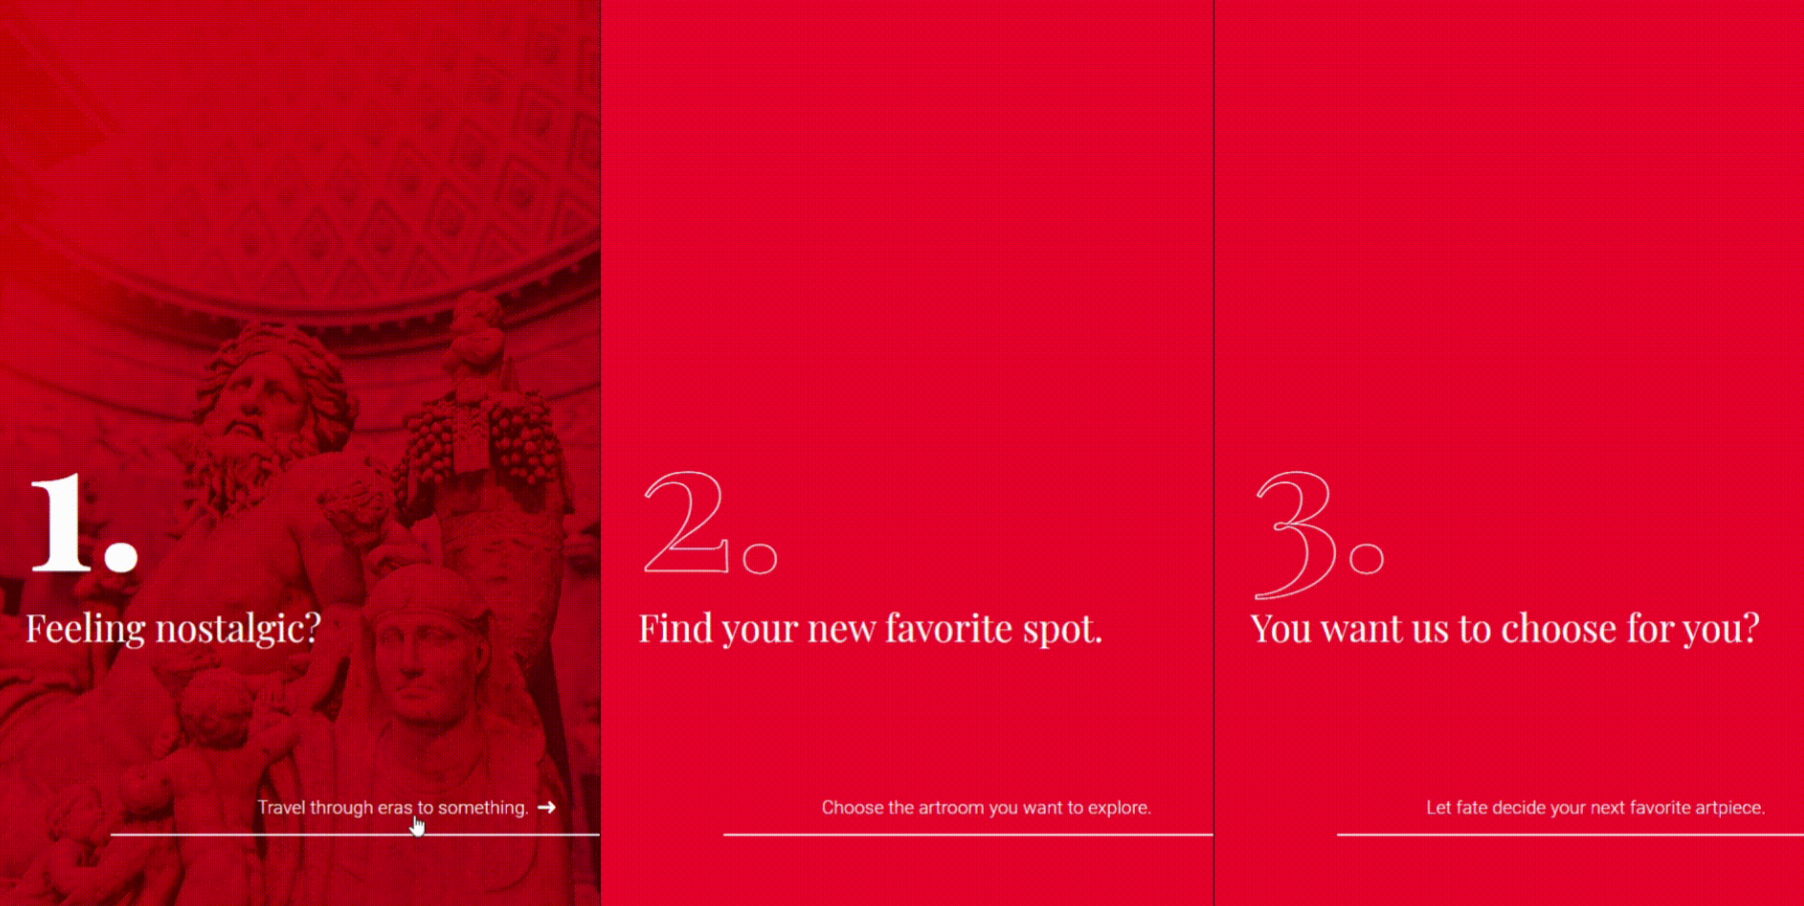 1.
Feeling nostalgic?
Travel through eras to something. →
2.
Find your new favorite spot.
Choose the artroom you want to explore.
3.
You want us to choose for you?
Let fate decide your next favorite artpiece.